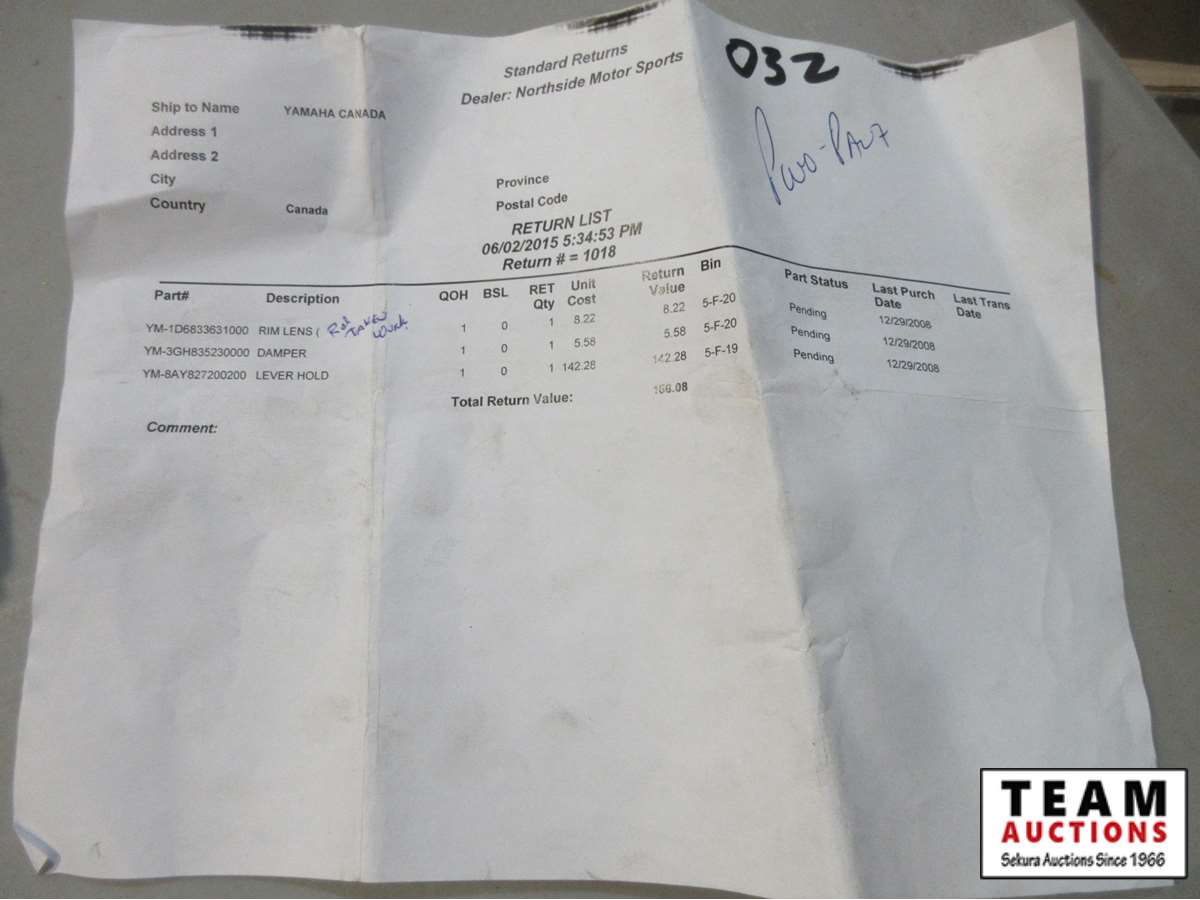 Standard Returns
Dealer: Northside Motor Sports
032
Ship to Name YAMAHA CANADA
Address 1
Address 2
City
Province
Country Canada
Postal Code
RETURN LIST
06/02/2015 5:34:53 PM
Return # = 1018
Part# Description QOH BSL RET Qty Unit Cost Return Value Bin Part Status Last Purch Date Last Trans Date
YM-1D6833631000 RIM LENS ( 1 0 1 8.22 8.22 5-F-20 Pending 12/29/2008
YM-3GH835230000 DAMPER 1 0 1 5.58 5.58 5-F-20 Pending 12/29/2008
YM-8AY827200200 LEVER HOLD 1 0 1 142.28 142.28 5-F-19 Pending 12/29/2008
Total Return Value: 156.08
Comment:
TEAM
AUCTIONS
Sekura Auctions Since 1966